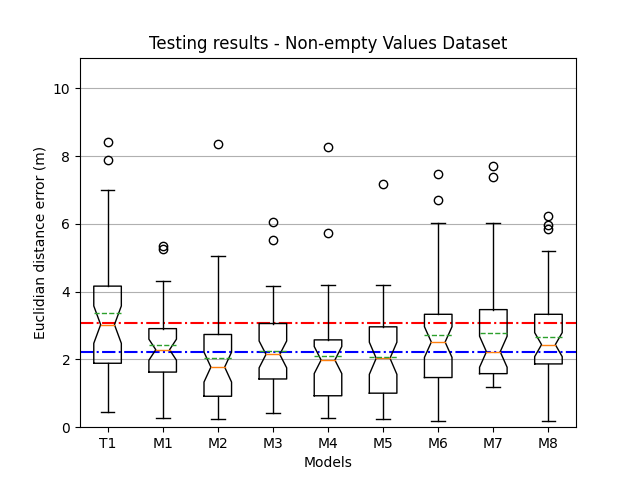 Testing results - Non-empty Values Dataset
Euclidian distance error (m)
10
8
6
4
2
0
T1 M1 M2 M3 M4 M5 M6 M7 M8
Models